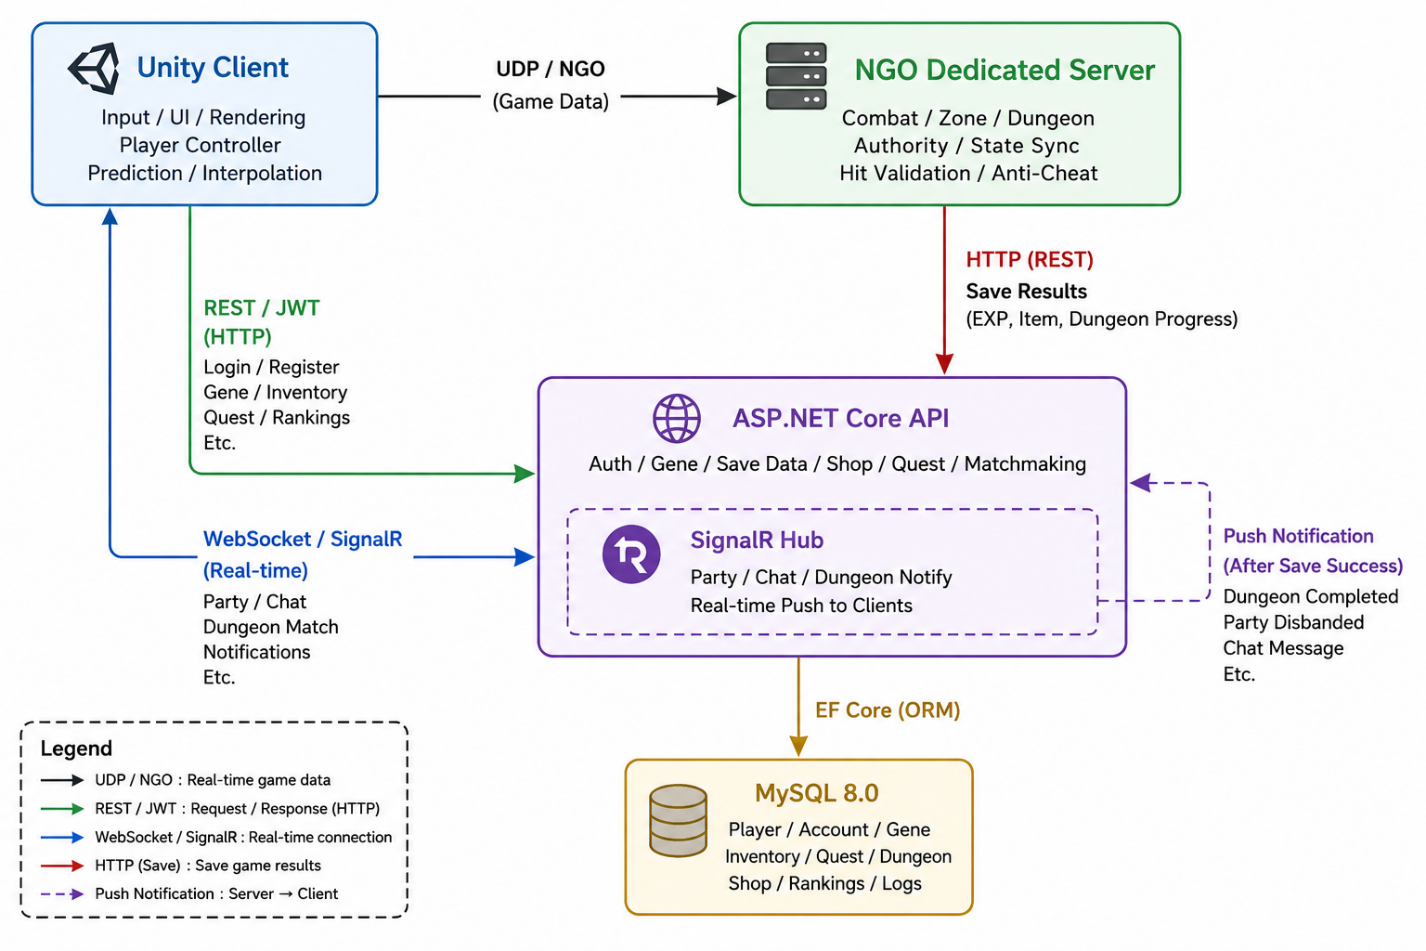 Unity Client
Input / UI / Rendering
Player Controller
Prediction / Interpolation
UDP / NGO
(Game Data)
NGO Dedicated Server
Combat / Zone / Dungeon
Authority / State Sync
Hit Validation / Anti-Cheat
HTTP (REST)
Save Results
(EXP, Item, Dungeon Progress)
REST / JWT
(HTTP)
Login / Register
Gene / Inventory
Quest / Rankings
Etc.
ASP.NET Core API
Auth / Gene / Save Data / Shop / Quest / Matchmaking
SignalR Hub
Party / Chat / Dungeon Notify
Real-time Push to Clients
WebSocket / SignalR
(Real-time)
Party / Chat
Dungeon Match
Notifications
Etc.
Push Notification
(After Save Success)
Dungeon Completed
Party Disbanded
Chat Message
Etc.
EF Core (ORM)
MySQL 8.0
Player / Account / Gene
Inventory / Quest / Dungeon
Shop / Rankings / Logs
Legend
UDP / NGO : Real-time game data
REST / JWT : Request / Response (HTTP)
WebSocket / SignalR : Real-time connection
HTTP (Save) : Save game results
Push Notification : Server → Client